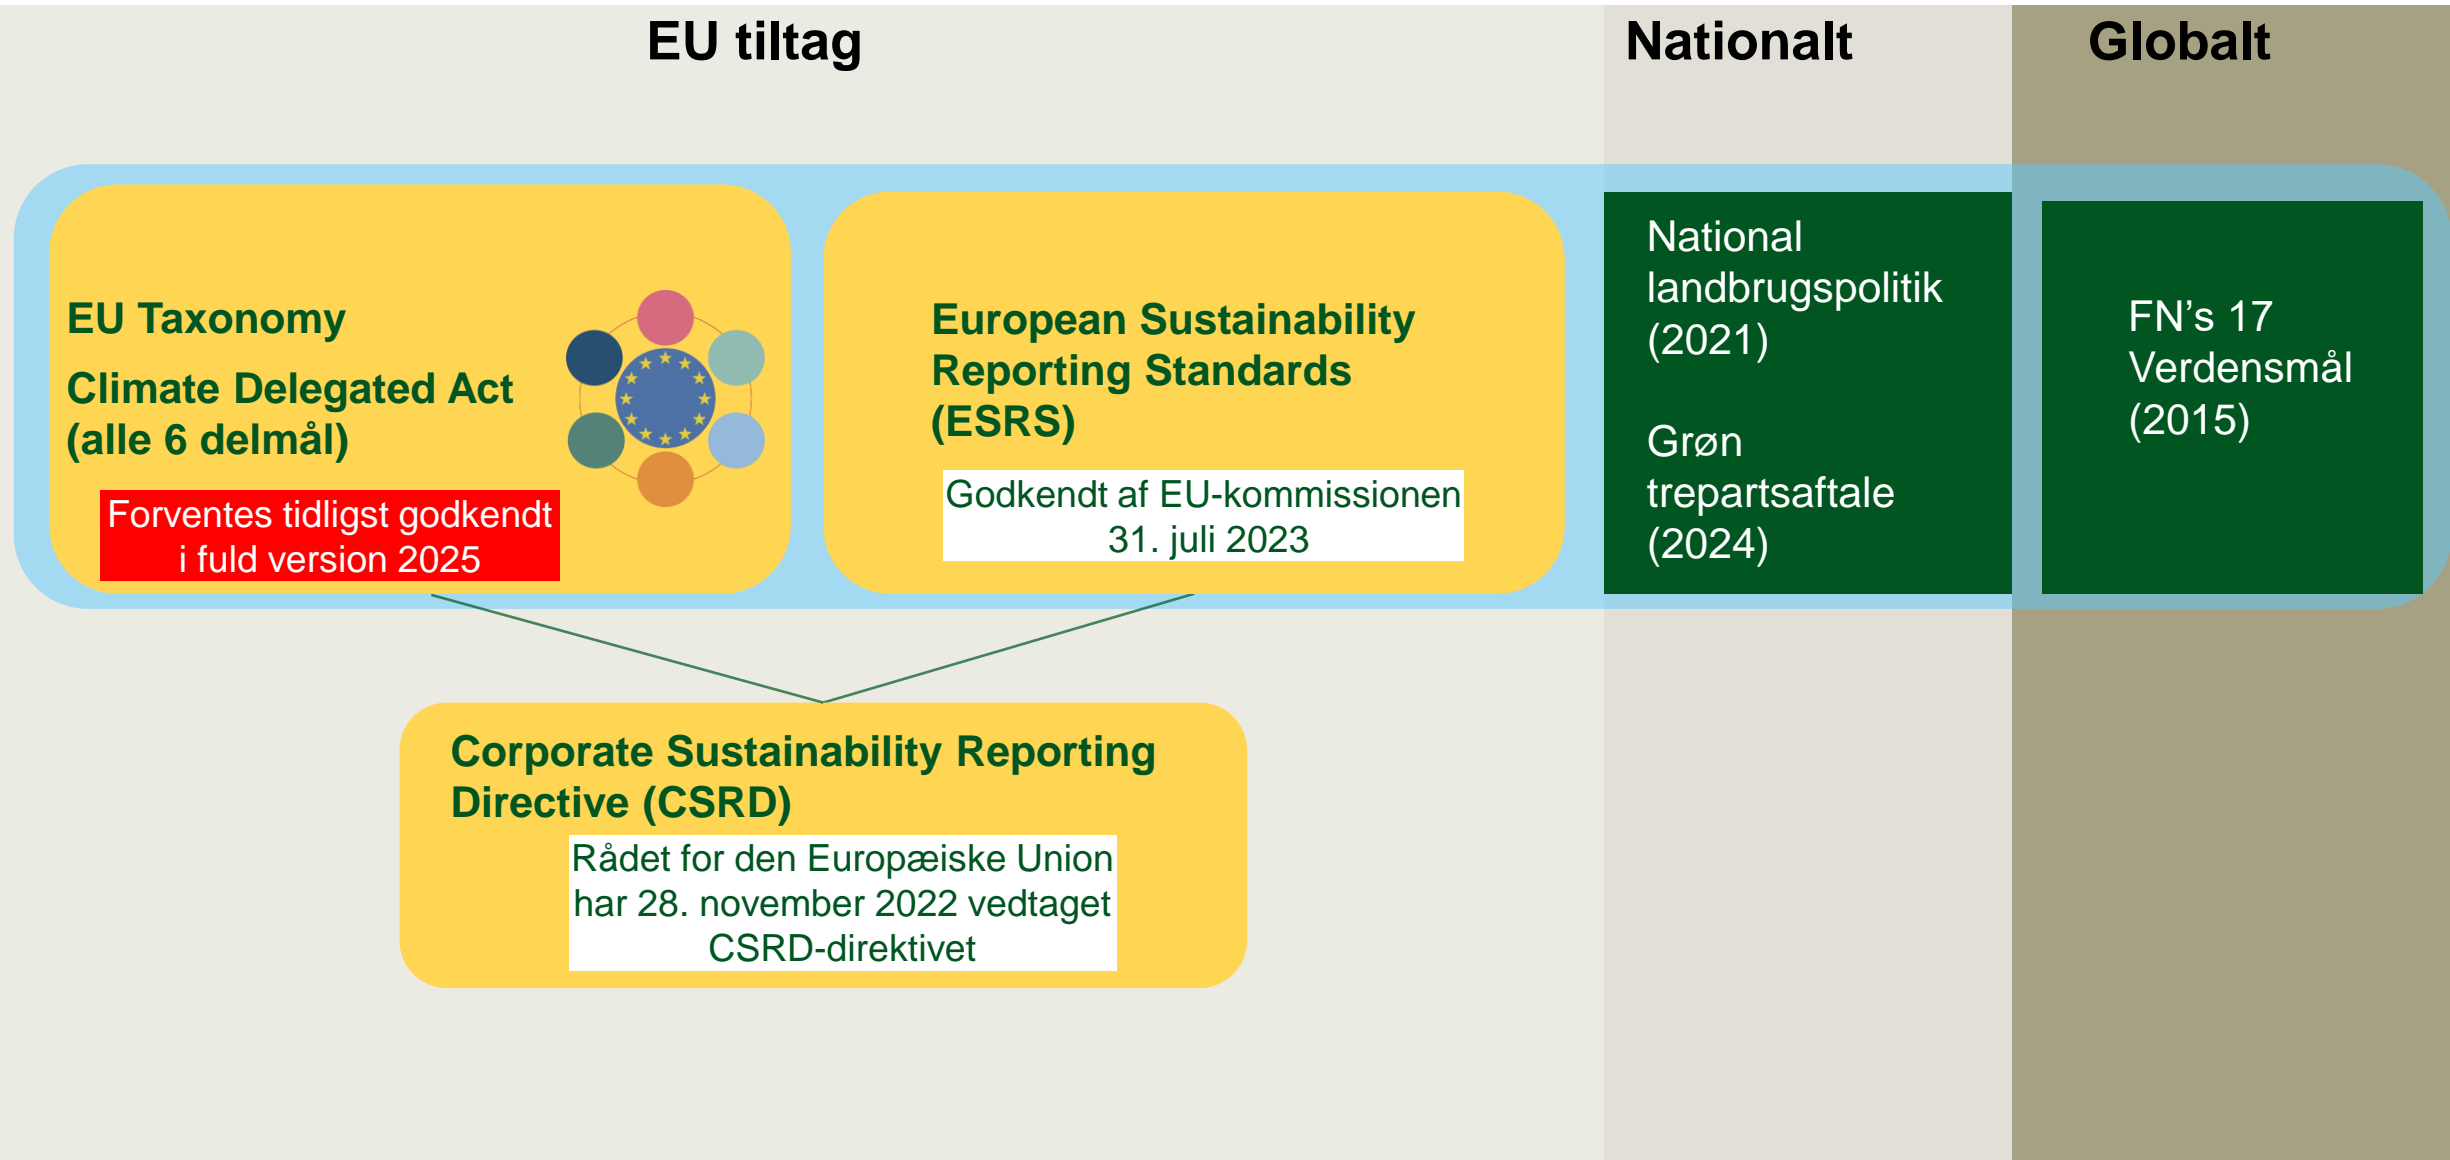 EU tiltag
Nationalt
Globalt
EU Taxonomy
Climate Delegated Act
(alle 6 delmål)
Forventes tidligst godkendt
i fuld version 2025
European Sustainability
Reporting Standards
(ESRS)
Godkendt af EU-kommissionen
31. juli 2023
National
landbrugspolitik
(2021)
Grøn
trepartsaftale
(2024)
FN's 17
Verdensmål
(2015)
Corporate Sustainability Reporting
Directive (CSRD)
Rådet for den Europæiske Union
har 28. november 2022 vedtaget
CSRD-direktivet